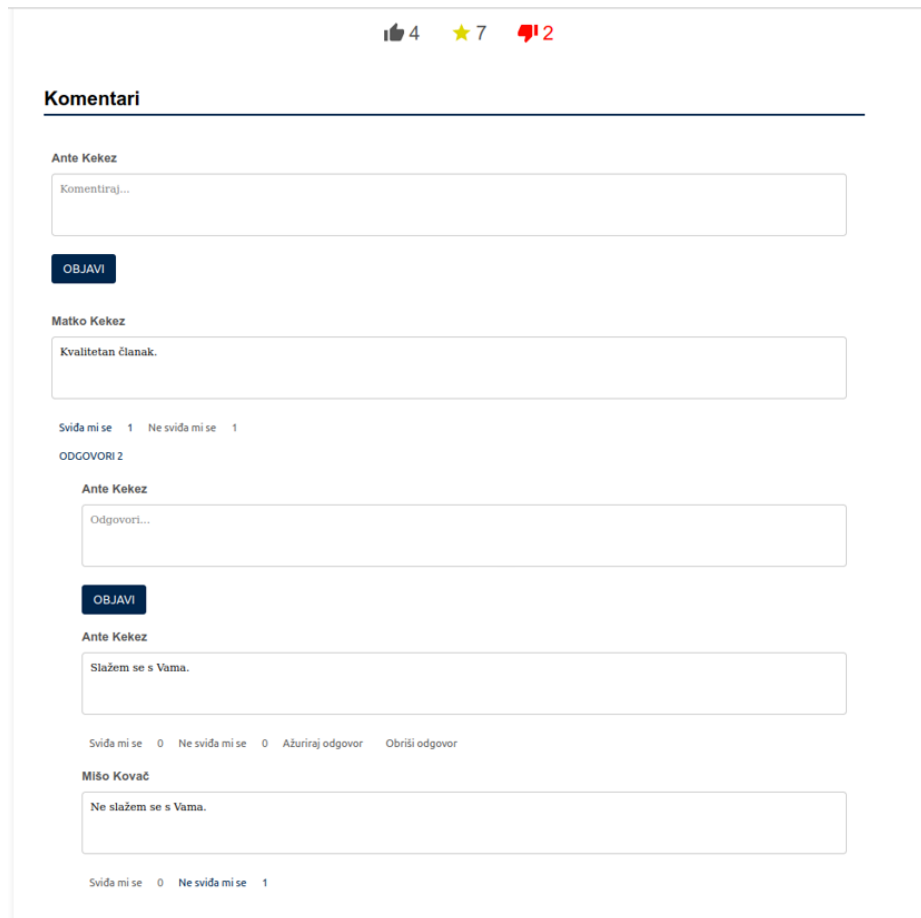 4 7 2
Komentari
Ante Kekez
Komentiraj...
OBJAVI
Matko Kekez
Kvalitetan članak.
Sviđa mi se 1 Ne sviđa mi se 1
ODGOVORI 2
Ante Kekez
Odgovori...
OBJAVI
Ante Kekez
Slažem se s Vama.
Sviđa mi se 0 Ne sviđa mi se 0 Ažuriraj odgovor Obriši odgovor
Mišo Kovač
Ne slažem se s Vama.
Sviđa mi se 0 Ne sviđa mi se 1